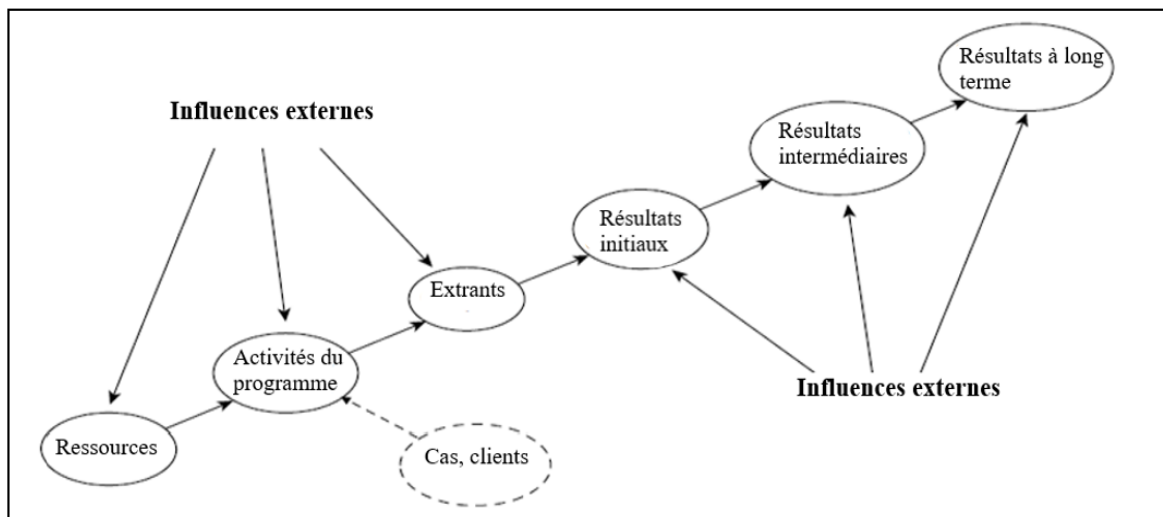 Résultats à long
terme
Influences externes
Résultats
intermédiaires
Résultats
initiaux
Extrants
Activités du
programme
Influences externes
Ressources
Cas, clients